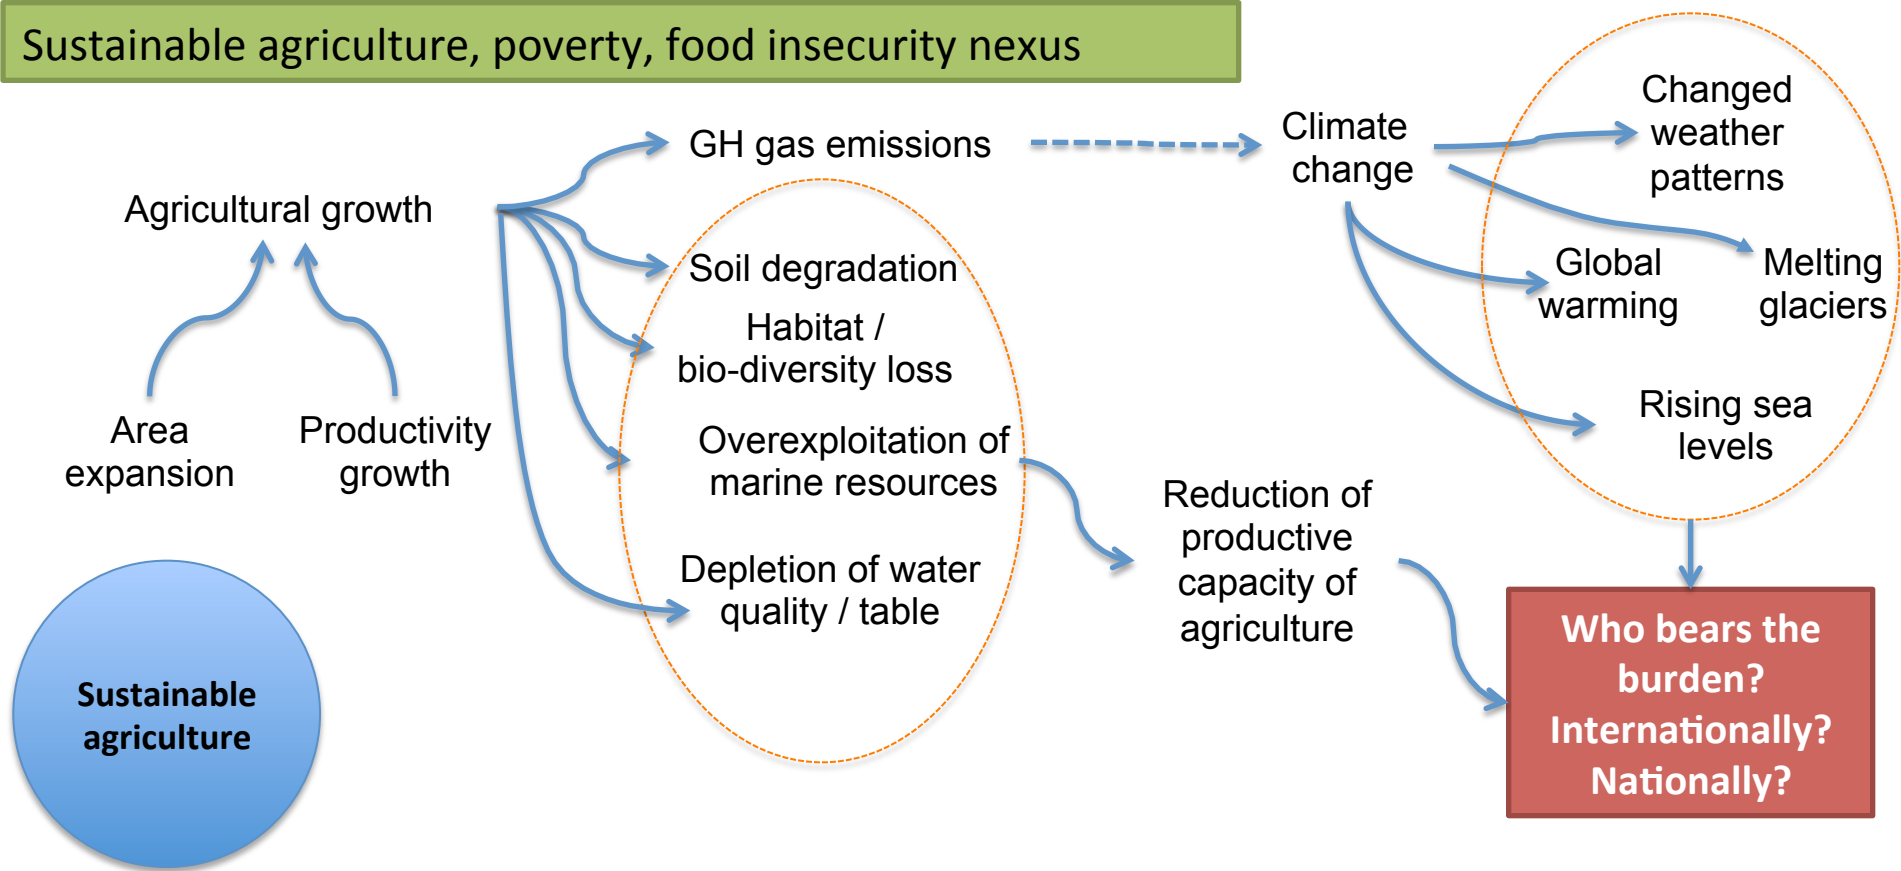 Sustainable agriculture, poverty, food insecurity nexus
GH gas emissions
Climate
change
Changed
weather
patterns
Agricultural growth
Soil degradation
Global
warming
Melting
glaciers
Habitat /
bio-diversity loss
Area
expansion
Productivity
growth
Overexploitation of
marine resources
Rising sea
levels
Reduction of
productive
capacity of
agriculture
Depletion of water
quality / table
Sustainable
agriculture
Who bears the
burden?
Internationally?
Nationally?